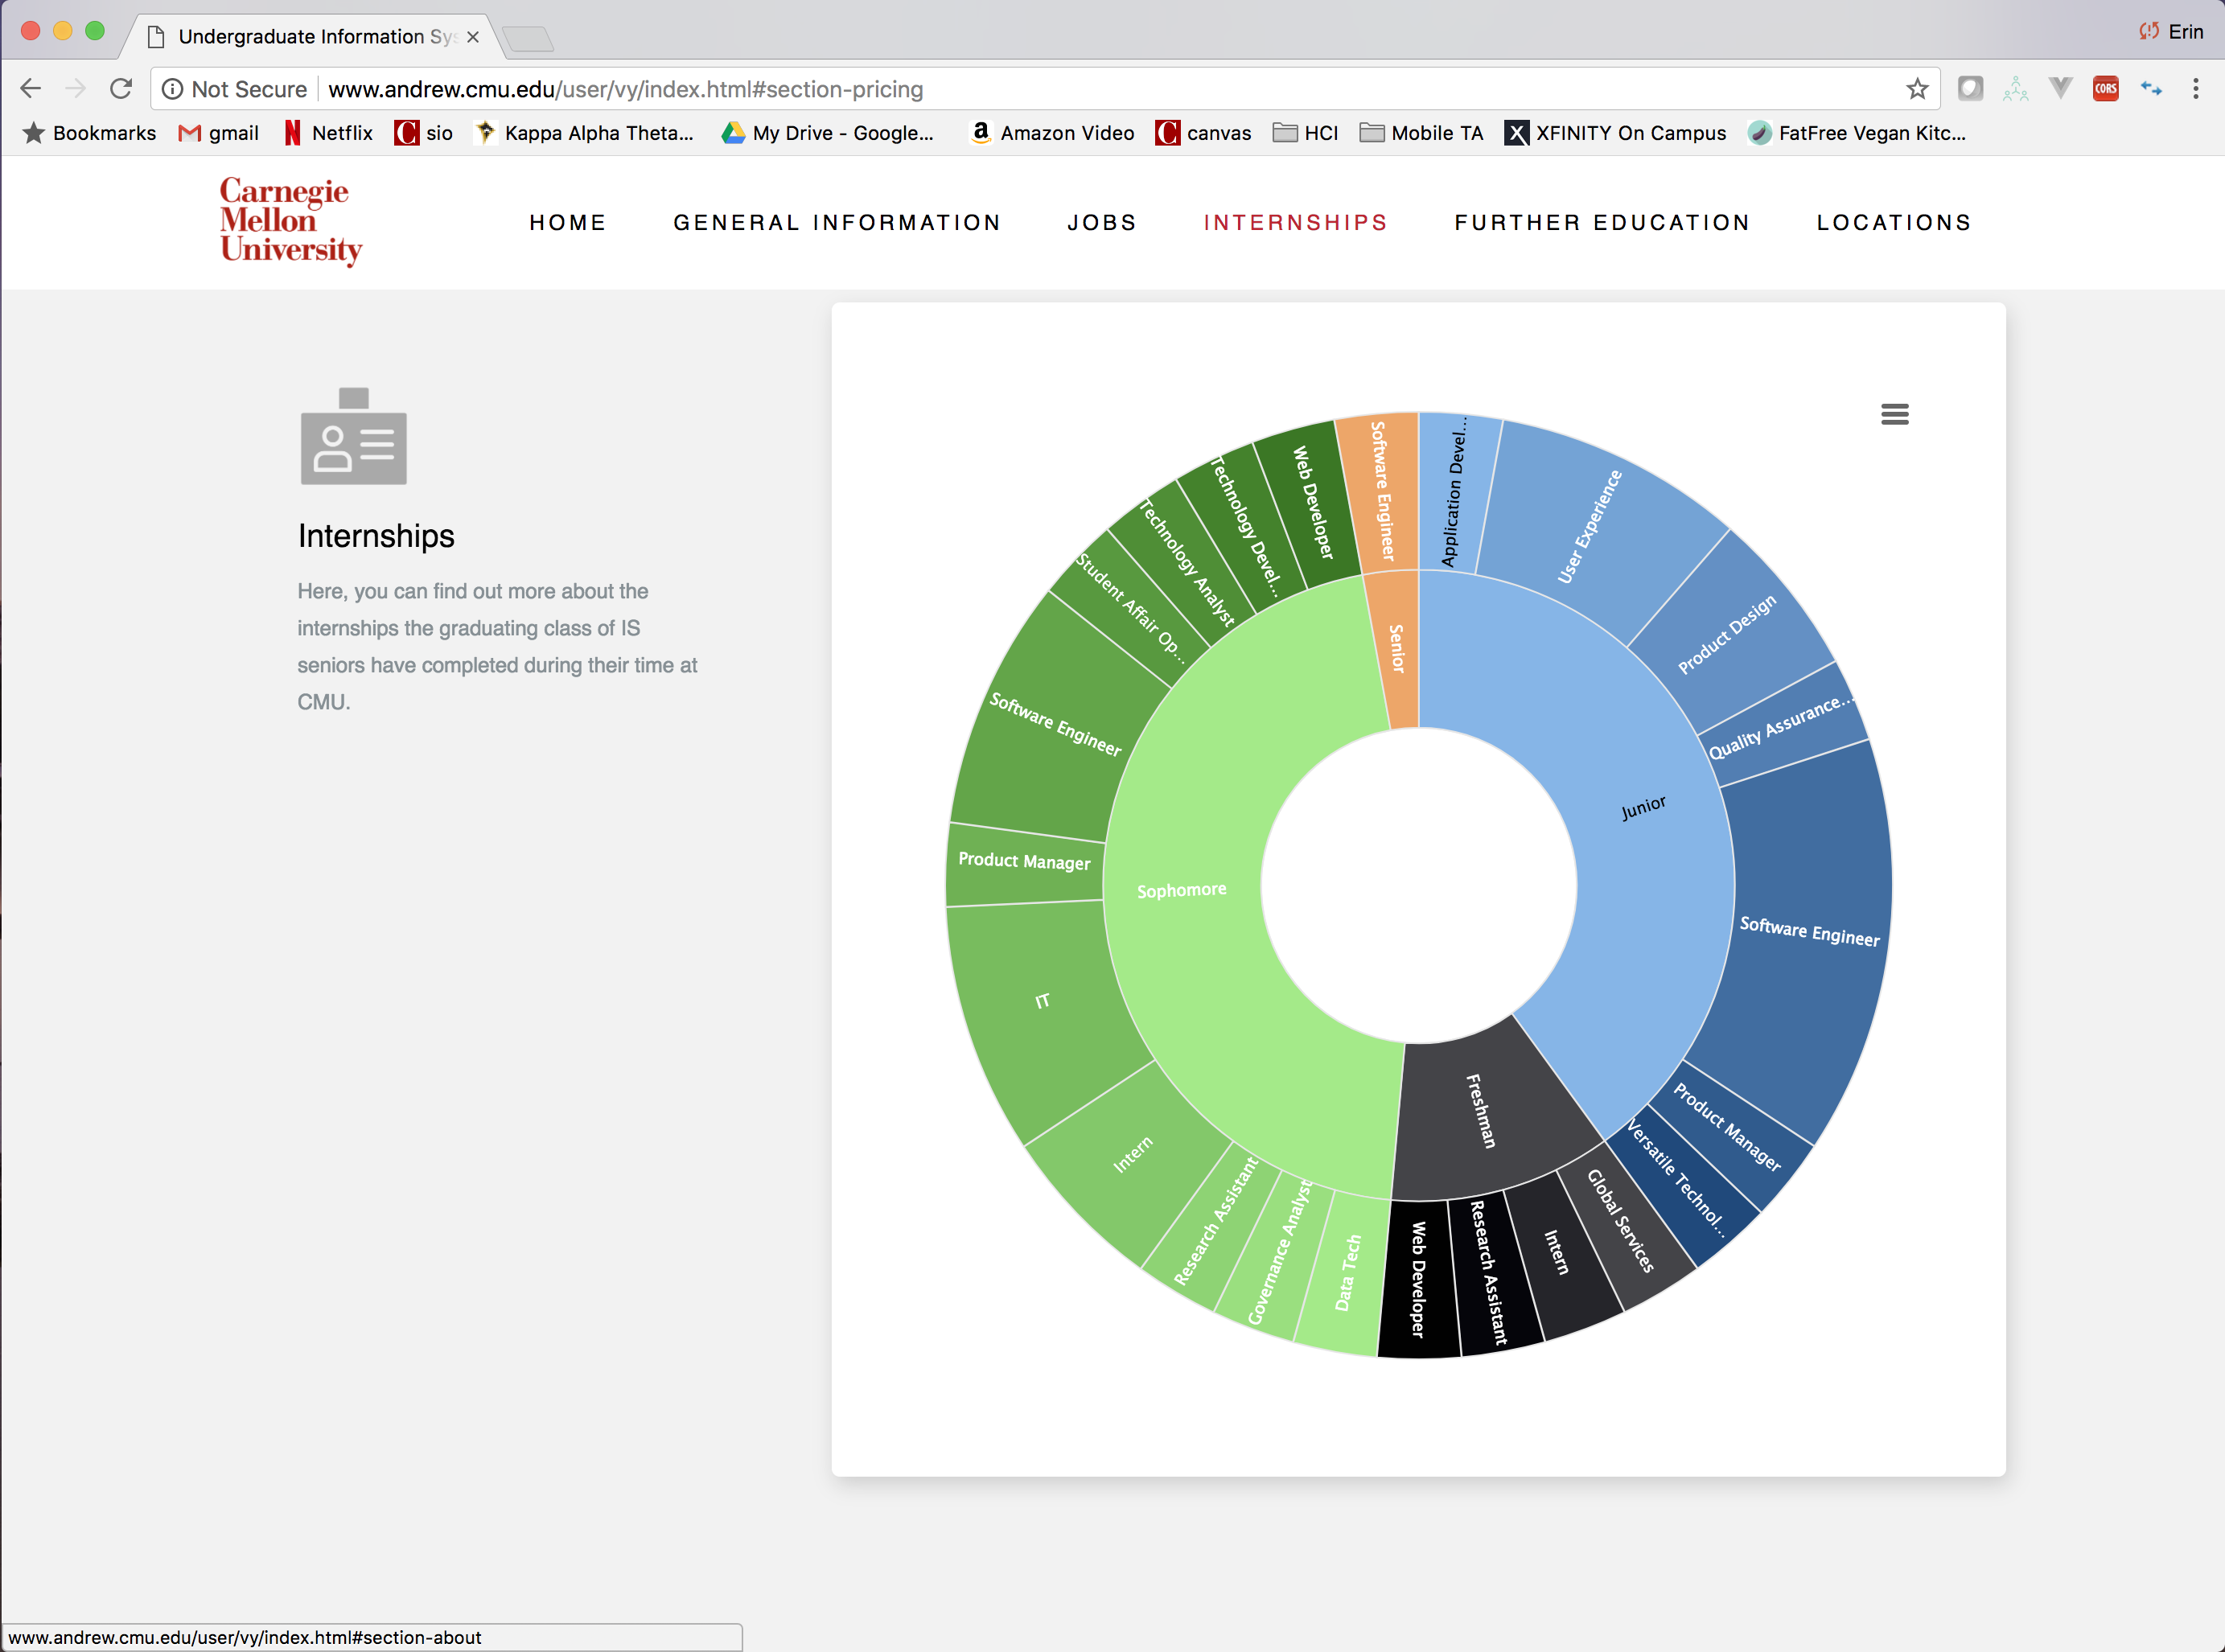 Undergraduate Information Sys
Erin
Not Secure
www.andrew.cmu.edu/user/vy/index.html#section-pricing
CORS
Bookmarks
gmail
Netflix
sio
Kappa Alpha Theta...
My Drive - Google...
Amazon Video
canvas
HCI
Mobile TA
XFINITY On Campus
FatFree Vegan Kitc...
Carnegie
Mellon
University
HOME
GENERAL INFORMATION
JOBS
INTERNSHIPS
FURTHER EDUCATION
LOCATIONS
Internships
Here, you can find out more about the
internships the graduating class of IS
seniors have completed during their time at
CMU.
Application Devel...
User Experience
Product Design
Quality Assurance...
Software Engineer
Product Manager
Versatile Technol...
Junior
Global Services
Intern
Research Assistant
Web Developer
Freshman
Data Tech
Governance Analyst
Research Assistant
Intern
IT
Product Manager
Software Engineer
Student Affair Op...
Technology Analyst
Technology Devel...
Web Developer
Sophomore
Software Engineer
Senior
www.andrew.cmu.edu/user/vy/index.html#section-about